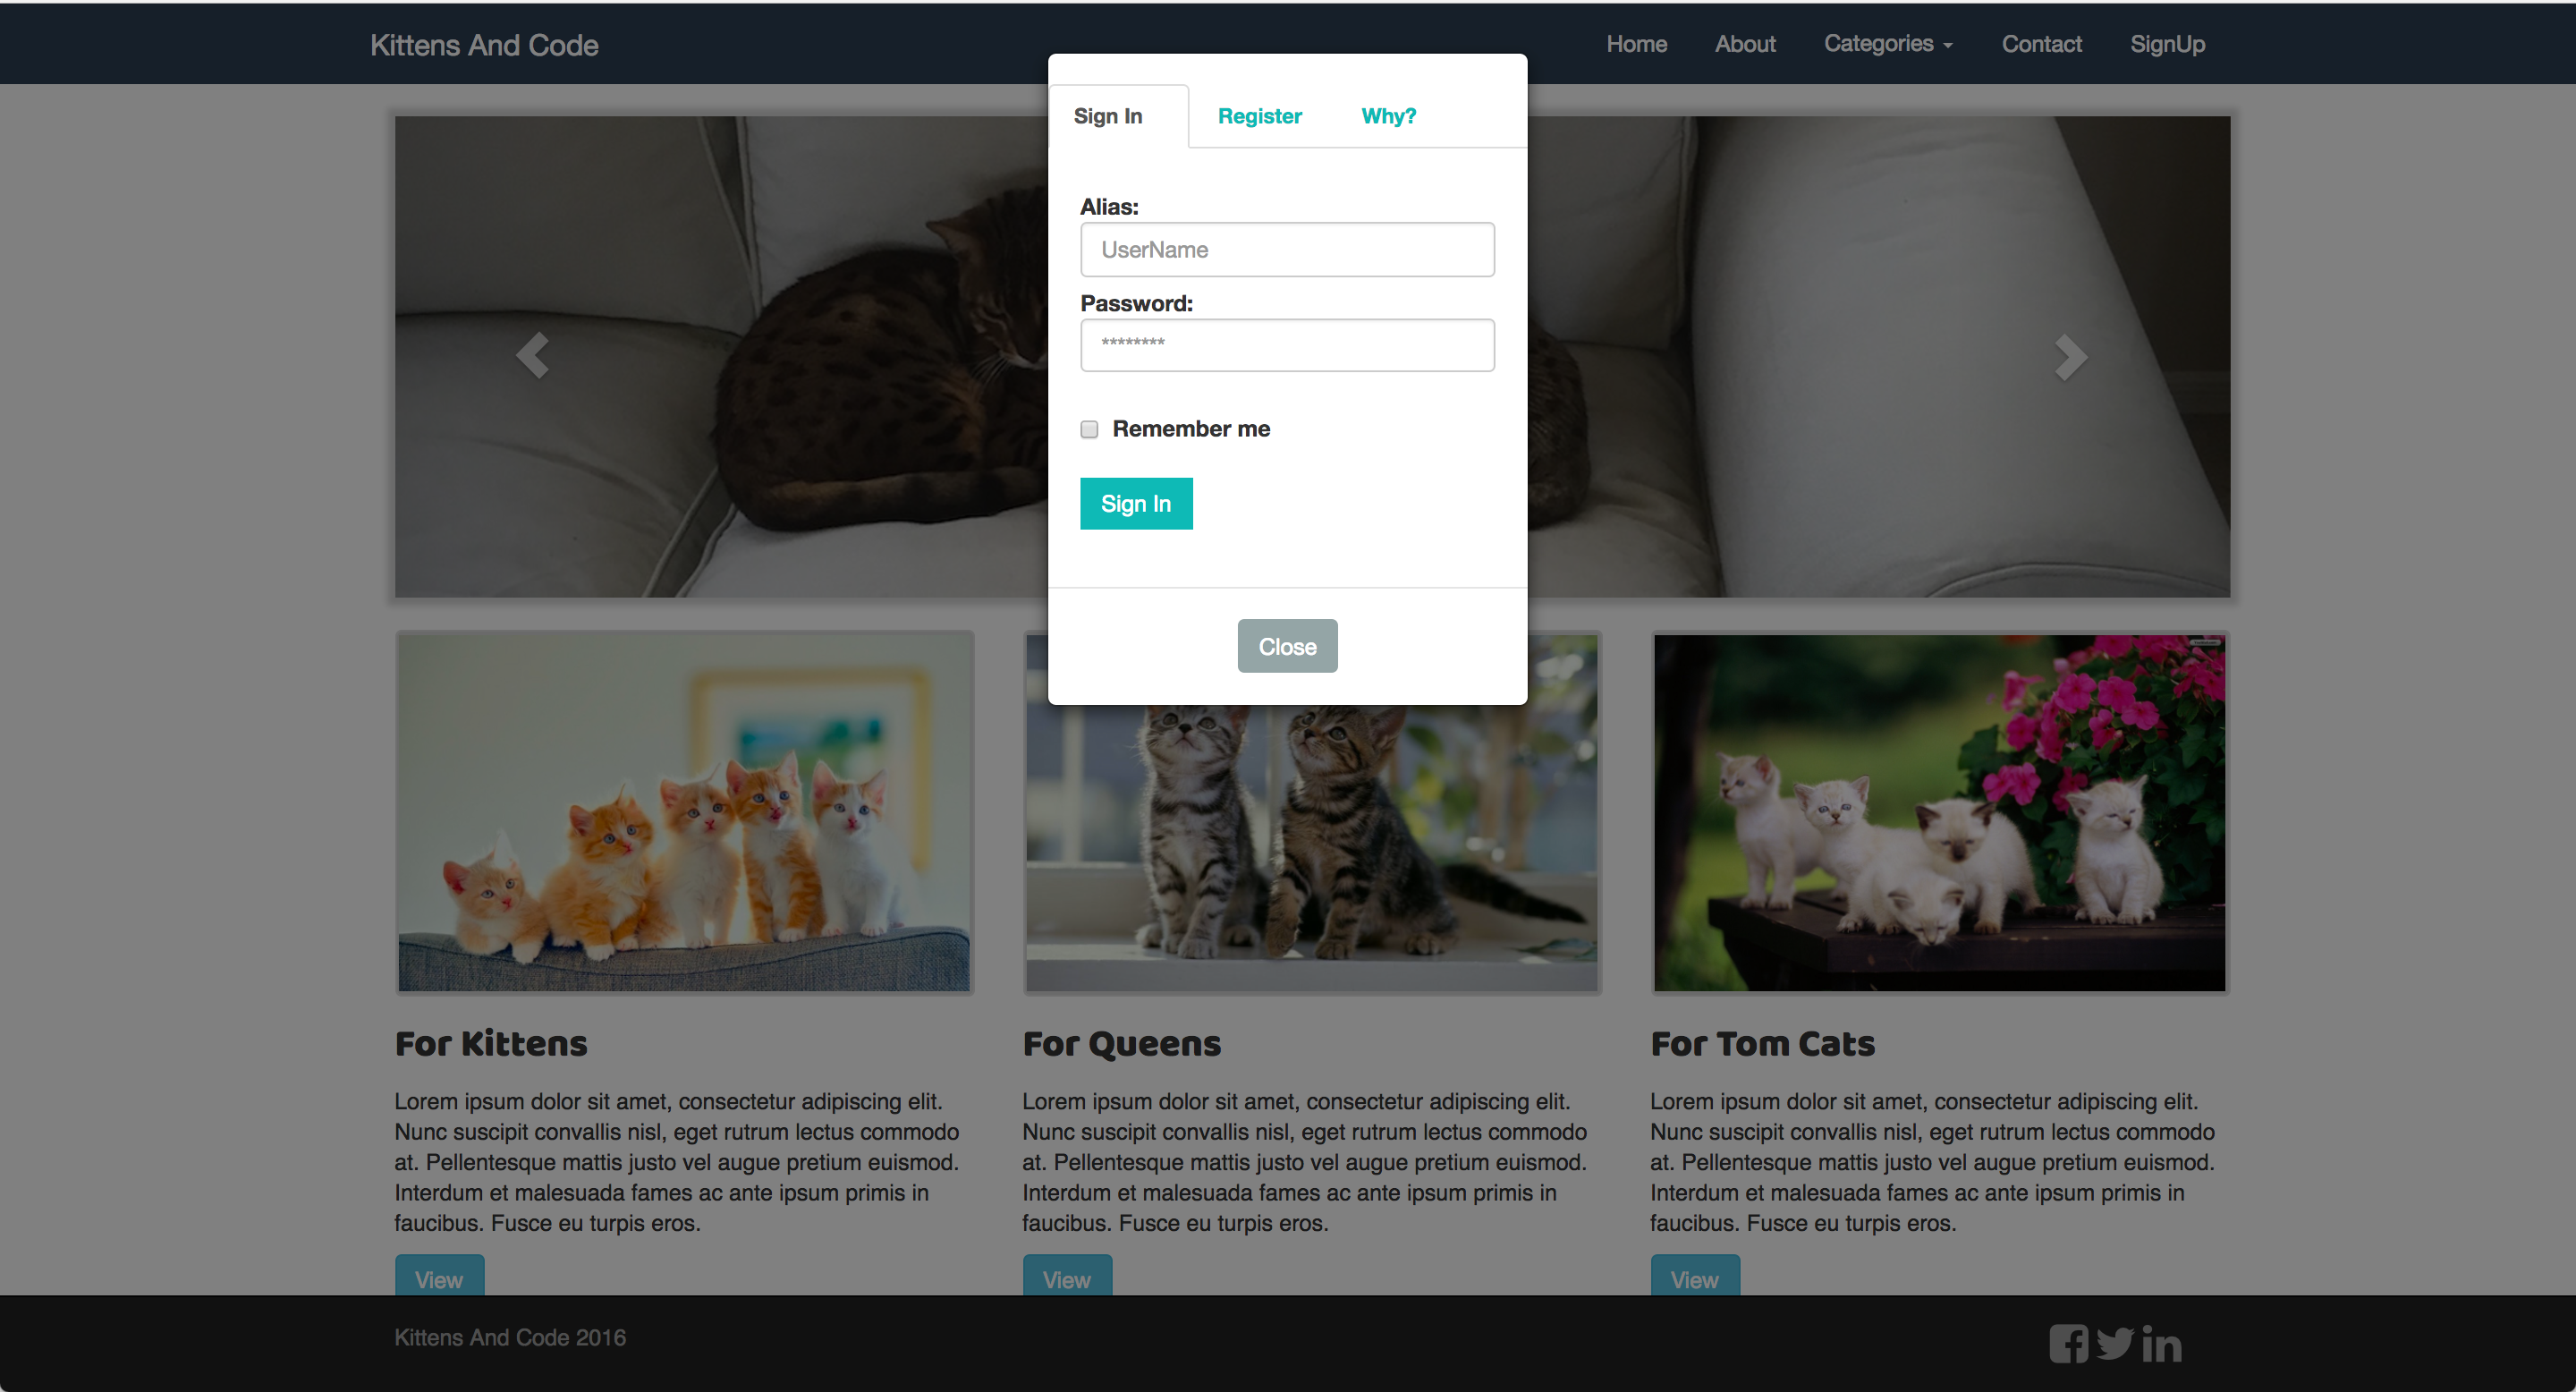 Kittens And Code
Home About Categories Contact SignUp
Sign In Register Why?
Alias:
UserName
Password:
********
Remember me
Sign In
Close
For Kittens
Lorem ipsum dolor sit amet, consectetur adipiscing elit.
Nunc suscipit convallis nisl, eget rutrum lectus commodo
at. Pellentesque mattis justo vel augue pretium euismod.
Interdum et malesuada fames ac ante ipsum primis in
faucibus. Fusce eu turpis eros.
View
For Queens
Lorem ipsum dolor sit amet, consectetur adipiscing elit.
Nunc suscipit convallis nisl, eget rutrum lectus commodo
at. Pellentesque mattis justo vel augue pretium euismod.
Interdum et malesuada fames ac ante ipsum primis in
faucibus. Fusce eu turpis eros.
View
For Tom Cats
Lorem ipsum dolor sit amet, consectetur adipiscing elit.
Nunc suscipit convallis nisl, eget rutrum lectus commodo
at. Pellentesque mattis justo vel augue pretium euismod.
Interdum et malesuada fames ac ante ipsum primis in
faucibus. Fusce eu turpis eros.
View
Kittens And Code 2016